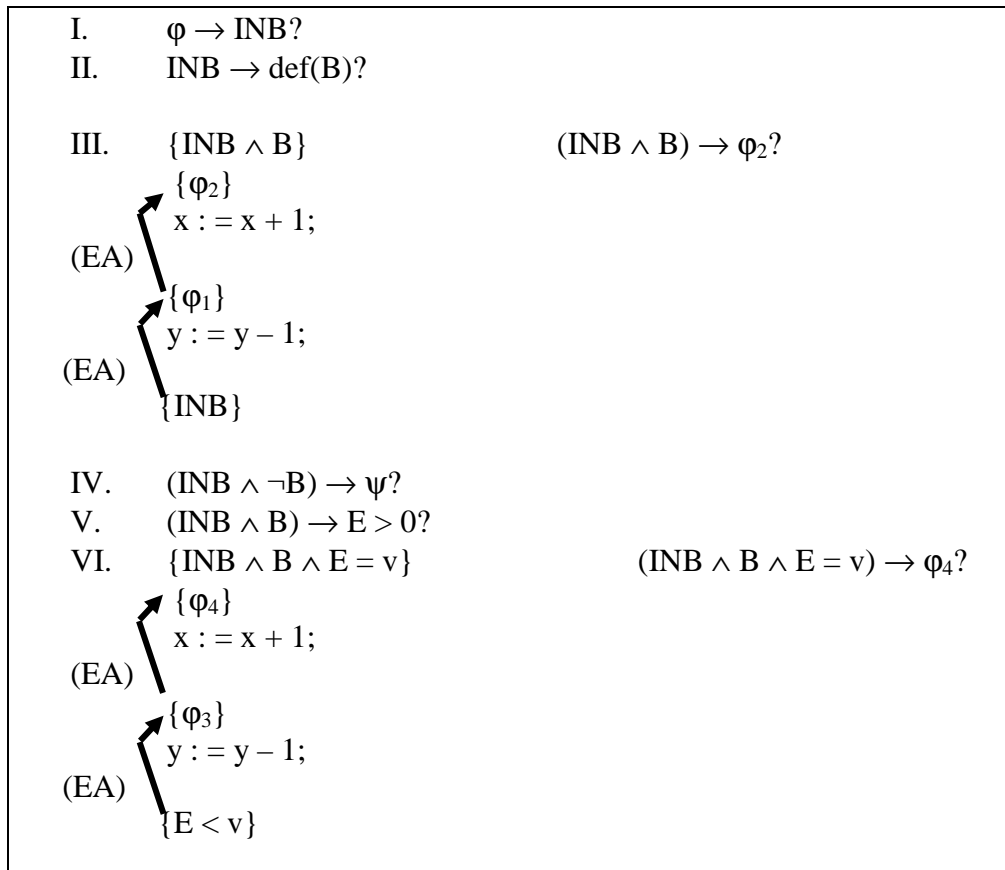 I. φ → INB?
II. INB → def(B)?
III. {INB ∧ B} (INB ∧ B) → φ₂?
{φ₂}
x : = x + 1;
(EA)
{φ₁}
y : = y – 1;
(EA)
{INB}
IV. (INB ∧ ¬B) → ψ?
V. (INB ∧ B) → E > 0?
VI. {INB ∧ B ∧ E = v} (INB ∧ B ∧ E = v) → φ₄?
{φ₄}
x : = x + 1;
(EA)
{φ₃}
y : = y – 1;
(EA)
{E < v}